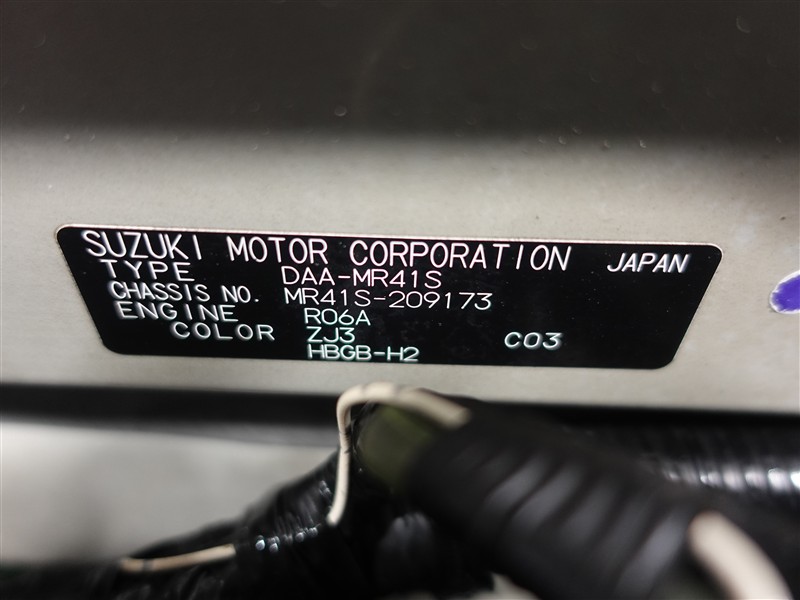 SUZUKI MOTOR CORPORATION JAPAN
TYPE DAA-MR41S
CHASSIS NO. MR41S-209173
ENGINE R06A
COLOR ZJ3 C03
HBGB-H2